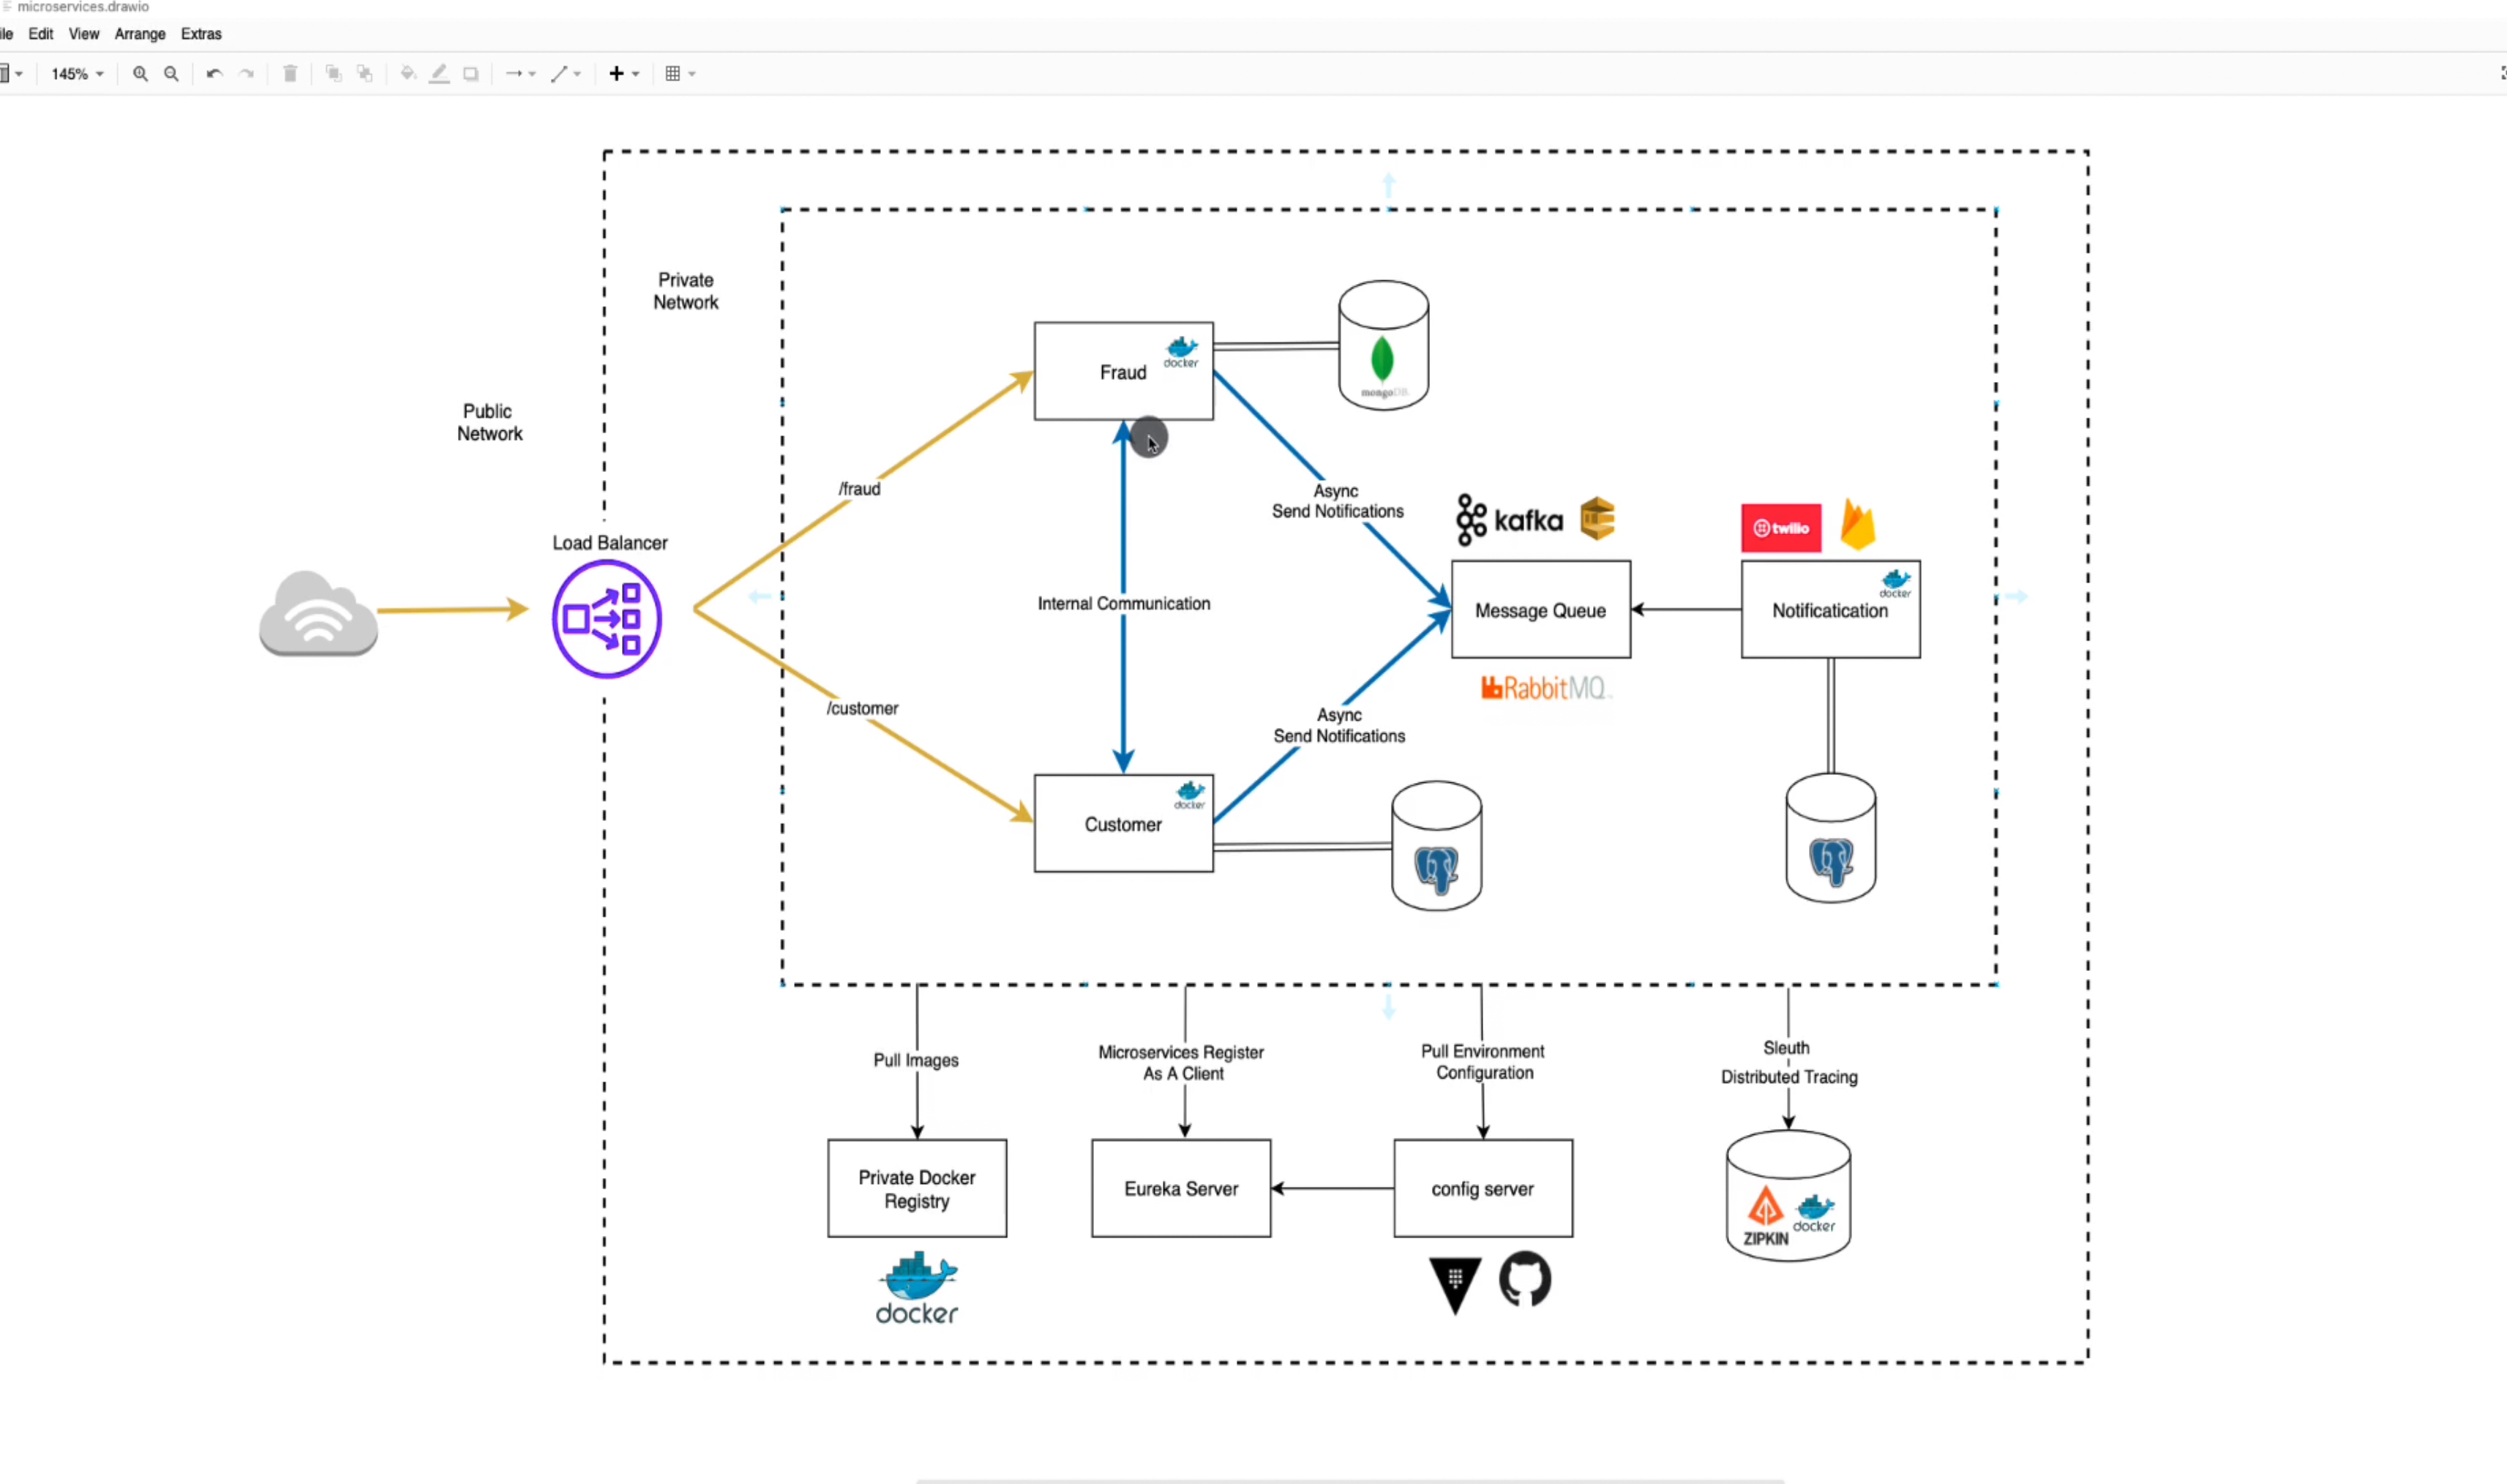 microservices.drawio
Edit View Arrange Extras
145%
Private
Network
Public
Network
docker
Fraud
mongoDB
/fraud
Async
Send Notifications
kafka
twilio
Load Balancer
docker
Internal Communication
Message Queue
Notificatication
RabbitMQ
/customer
Async
Send Notifications
docker
Customer
Pull Images
Microservices Register
As A Client
Pull Environment
Configuration
Sleuth
Distributed Tracing
Private Docker
Registry
Eureka Server
config server
docker
ZIPKIN
docker